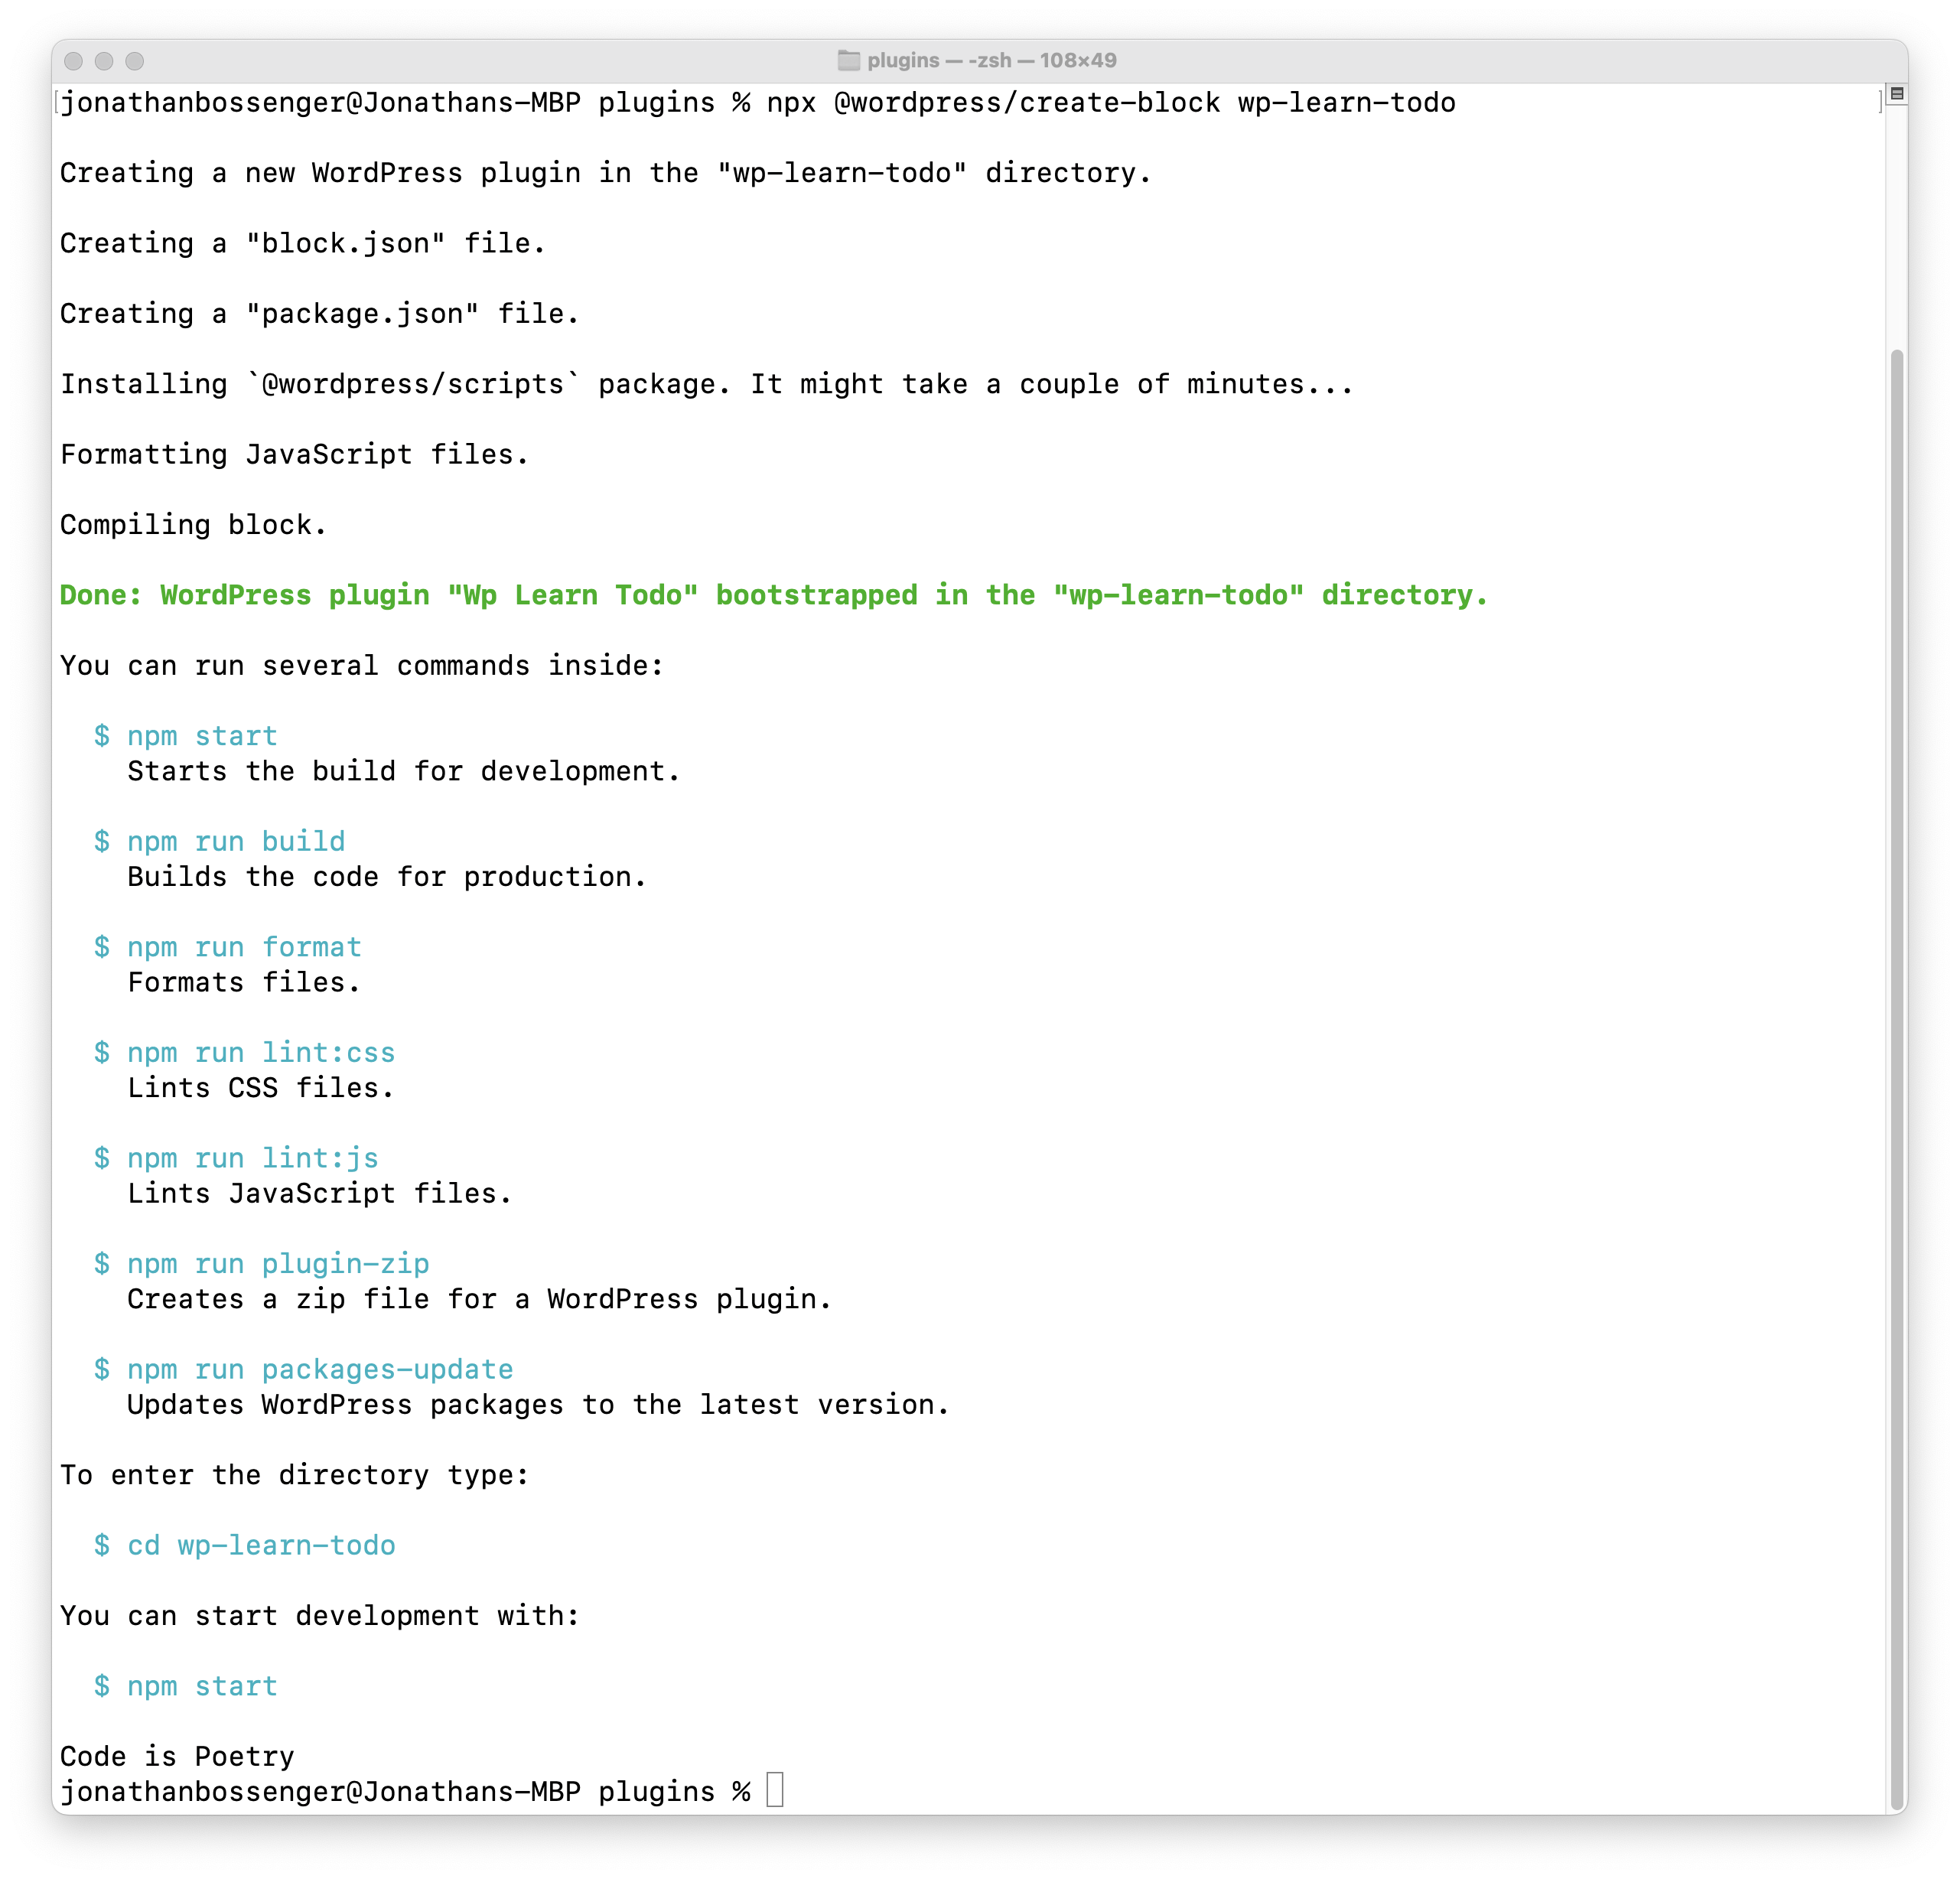 plugins — -zsh — 108×49
jonathanbossenger@Jonathans-MBP plugins % npx @wordpress/create-block wp-learn-todo
Creating a new WordPress plugin in the "wp-learn-todo" directory.
Creating a "block.json" file.
Creating a "package.json" file.
Installing `@wordpress/scripts` package. It might take a couple of minutes...
Formatting JavaScript files.
Compiling block.
Done: WordPress plugin "Wp Learn Todo" bootstrapped in the "wp-learn-todo" directory.
You can run several commands inside:
$ npm start
Starts the build for development.
$ npm run build
Builds the code for production.
$ npm run format
Formats files.
$ npm run lint:css
Lints CSS files.
$ npm run lint:js
Lints JavaScript files.
$ npm run plugin-zip
Creates a zip file for a WordPress plugin.
$ npm run packages-update
Updates WordPress packages to the latest version.
To enter the directory type:
$ cd wp-learn-todo
You can start development with:
$ npm start
Code is Poetry
jonathanbossenger@Jonathans-MBP plugins %